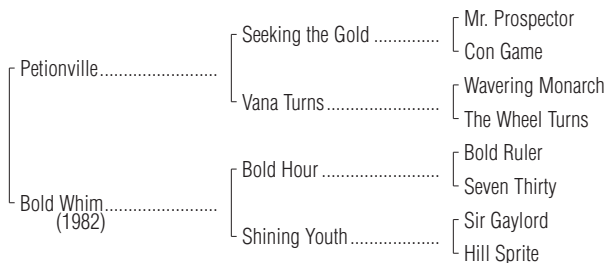 Mr. Prospector
Seeking the Gold ..............
Con Game
Petionville.........................
Wavering Monarch
Vana Turns ........................
The Wheel Turns
Bold Ruler
Bold Hour .........................
Seven Thirty
Bold Whim........................
(1982)
Sir Gaylord
Shining Youth...................
Hill Sprite